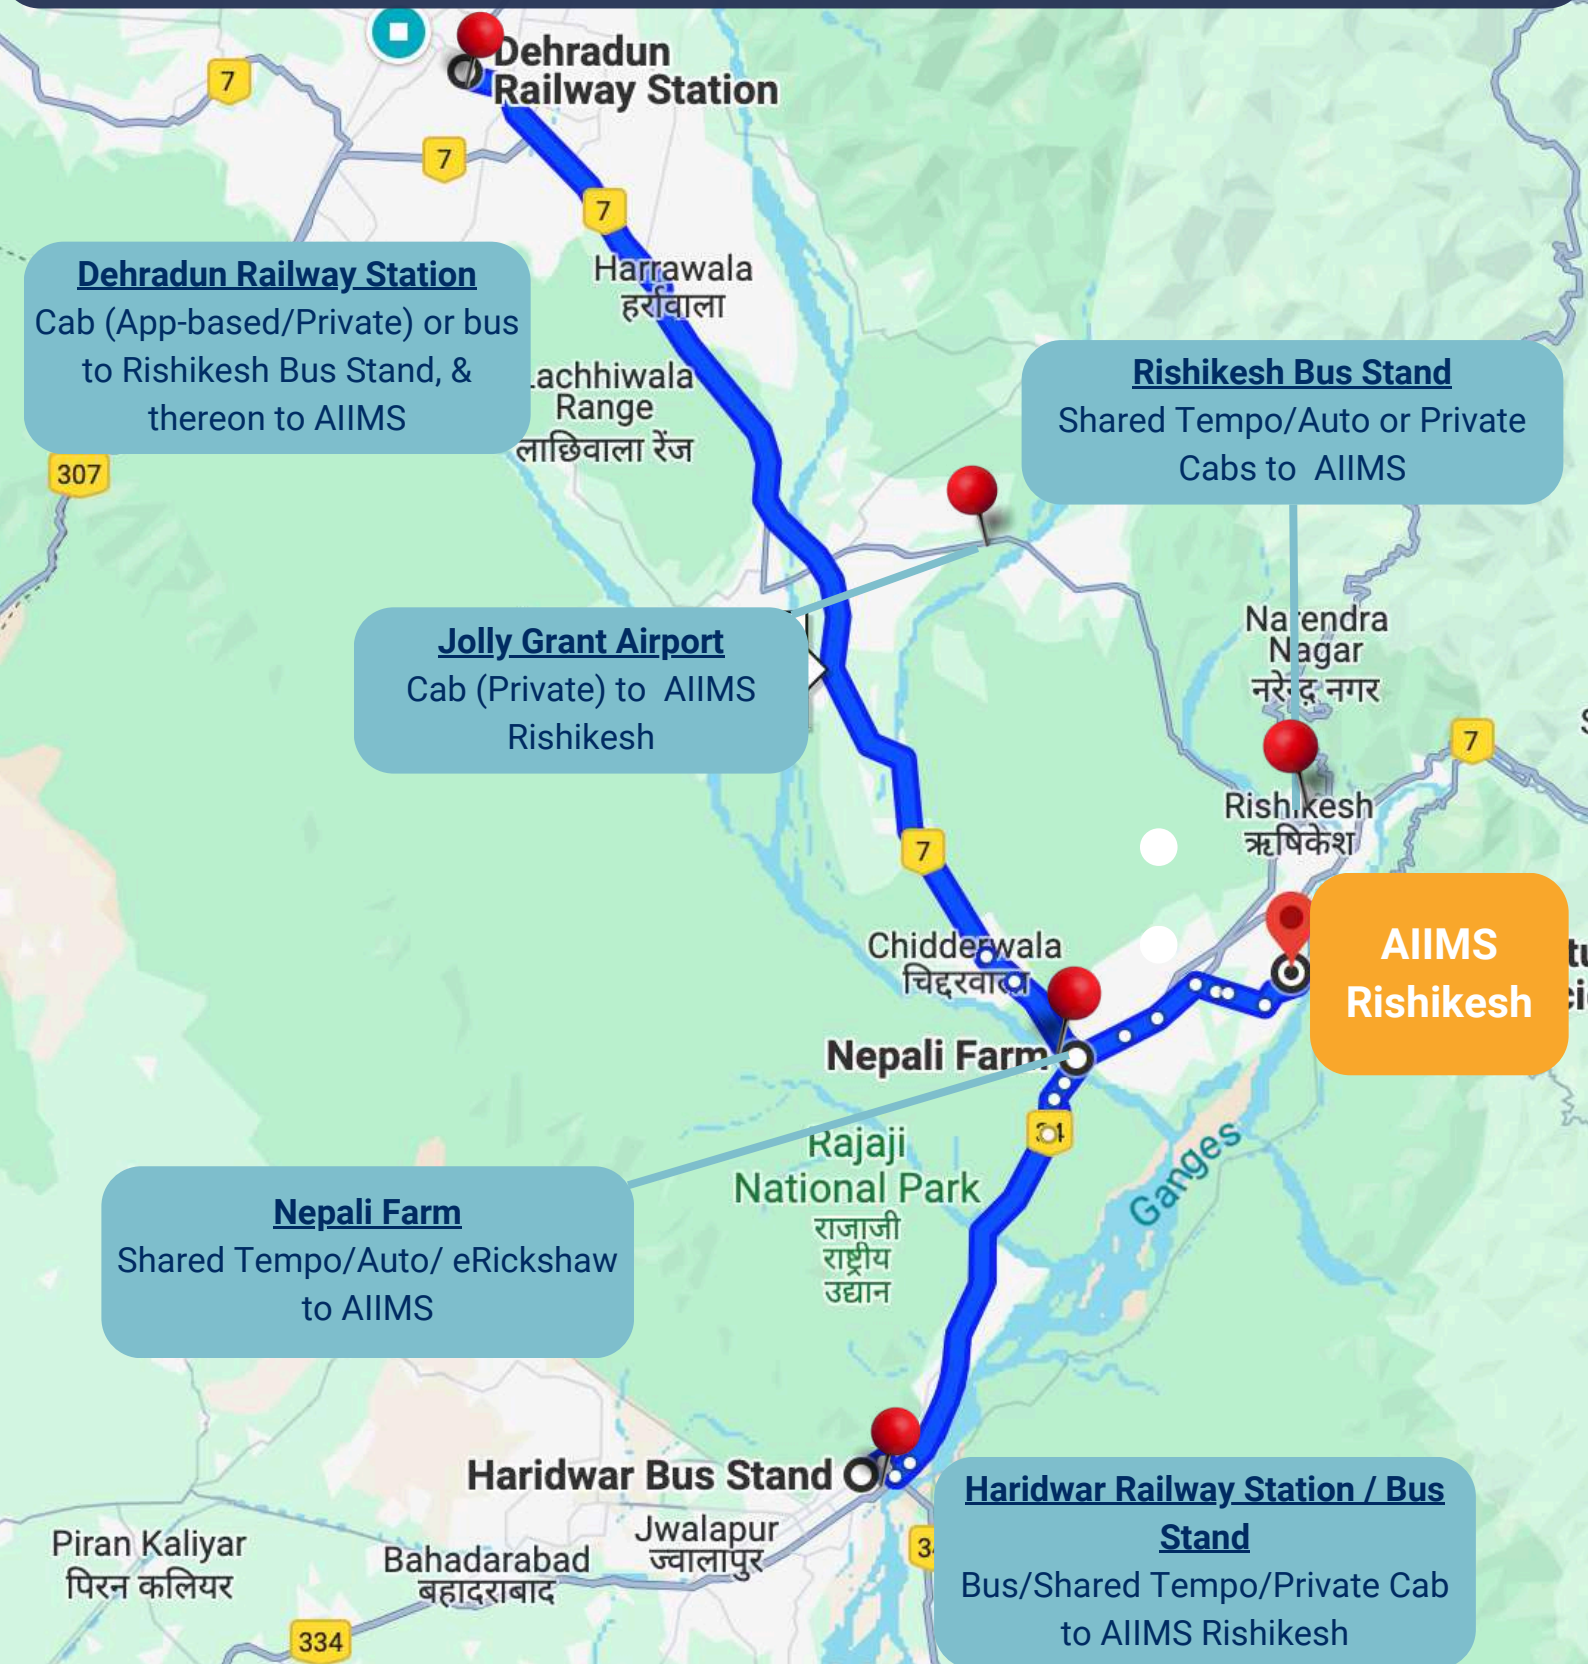 Dehradun
Railway Station
7
7
7
Harrawala
हर्रावाला
Dehradun Railway Station
Cab (App-based/Private) or bus
to Rishikesh Bus Stand, &
thereon to AIIMS
307
Lachhiwala
Range
लाछिवाला रेंज
Rishikesh Bus Stand
Shared Tempo/Auto or Private
Cabs to AIIMS
Jolly Grant Airport
Cab (Private) to AIIMS
Rishikesh
Narendra
Nagar
नरेन्द्र नगर
7
Rishikesh
ऋषिकेश
7
Chidderwala
चिद्दरवाला
AIIMS
Rishikesh
Nepali Farm
34
Rajaji
National Park
राजाजी
राष्ट्रीय
उद्यान
Ganges
Nepali Farm
Shared Tempo/Auto/ eRickshaw
to AIIMS
Haridwar Bus Stand
Haridwar Railway Station / Bus
Stand
Bus/Shared Tempo/Private Cab
to AIIMS Rishikesh
Piran Kaliyar
पिरन कलियर
Bahadarabad
बहादराबाद
Jwalapur
ज्वालापुर
334